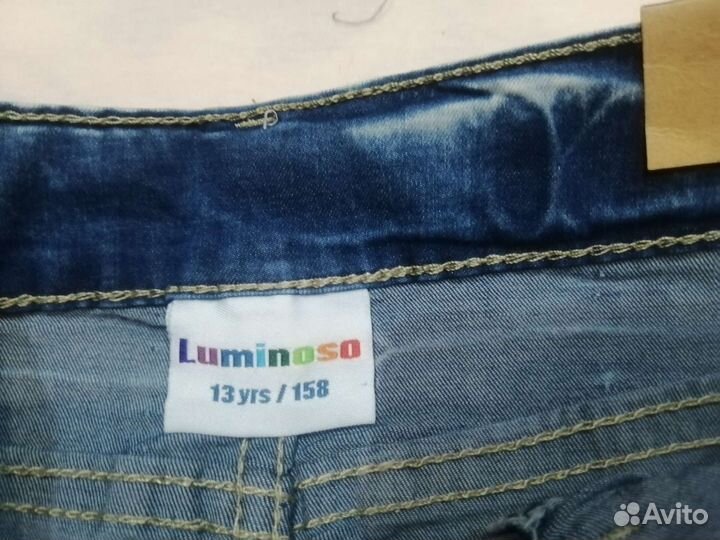 Luminoso
13 yrs / 158
Avito